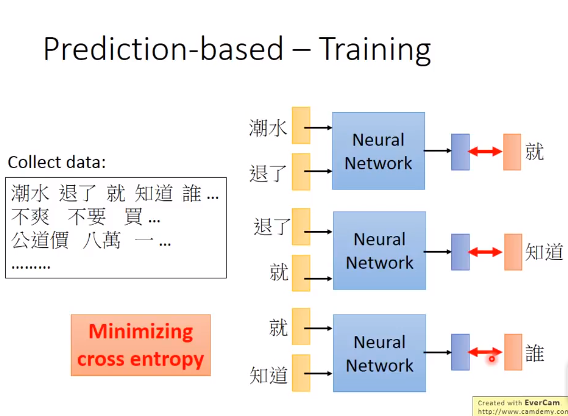 Prediction-based – Training
Collect data:
潮水 退了 就 知道 誰 ...
不爽 不要 買 ...
公道價 八萬 一 ...
………
Minimizing
cross entropy
潮水
退了
Neural
Network
就
退了
就
Neural
Network
知道
就
知道
Neural
Network
誰
Created with EverCam
http://www.camdemy.com